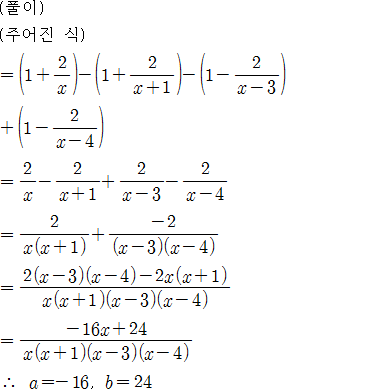 (풀이)
(주어진 식)
=(1+2/x)-(1+2/(x+1))-(1-2/(x-3))
+(1-2/(x-4))
=2/x-2/(x+1)+2/(x-3)-2/(x-4)
=2/(x(x+1))+(-2)/((x-3)(x-4))
=(2(x-3)(x-4)-2x(x+1))/(x(x+1)(x-3)(x-4))
=(-16x+24)/(x(x+1)(x-3)(x-4))
∴ a=-16, b=24